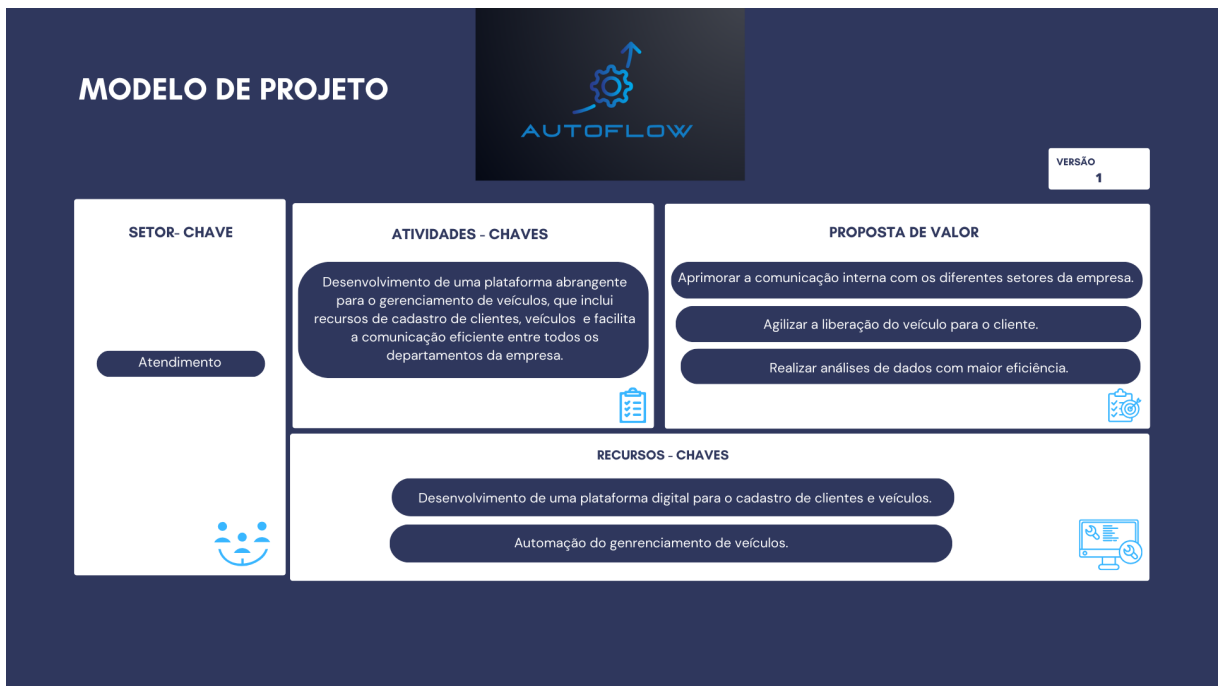 MODELO DE PROJETO
AUTOFLOW
VERSÃO
1
SETOR- CHAVE
Atendimento
ATIVIDADES - CHAVES
Desenvolvimento de uma plataforma abrangente
para o gerenciamento de veículos, que inclui
recursos de cadastro de clientes, veículos e facilita
a comunicação eficiente entre todos os
departamentos da empresa.
PROPOSTA DE VALOR
Aprimorar a comunicação interna com os diferentes setores da empresa.
Agilizar a liberação do veículo para o cliente.
Realizar análises de dados com maior eficiência.
RECURSOS - CHAVES
Desenvolvimento de uma plataforma digital para o cadastro de clientes e veículos.
Automação do genrenciamento de veículos.